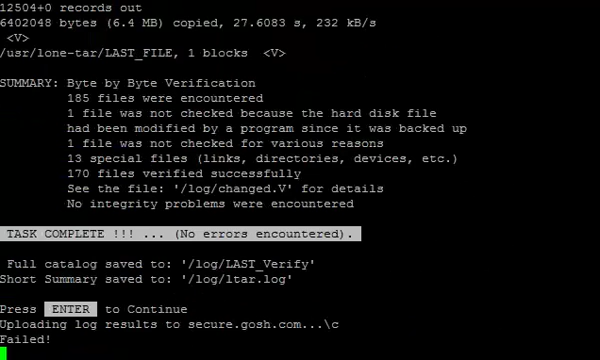 12504+0 records out
6402048 bytes (6.4 MB) copied, 27.6083 s, 232 kB/s
<V>
/usr/lone-tar/LAST_FILE, 1 blocks <V>
SUMMARY: Byte by Byte Verification
185 files were encountered
1 file was not checked because the hard disk file
had been modified by a program since it was backed up
1 file was not checked for various reasons
13 special files (links, directories, devices, etc.)
170 files verified successfully
See the file: '/log/changed.V' for details
No integrity problems were encountered
TASK COMPLETE !!! ... (No errors encountered).
Full catalog saved to: '/log/LAST_Verify'
Short Summary saved to: '/log/ltar.log'
Press ENTER to Continue
Uploading log results to secure.gosh.com...\c
Failed!